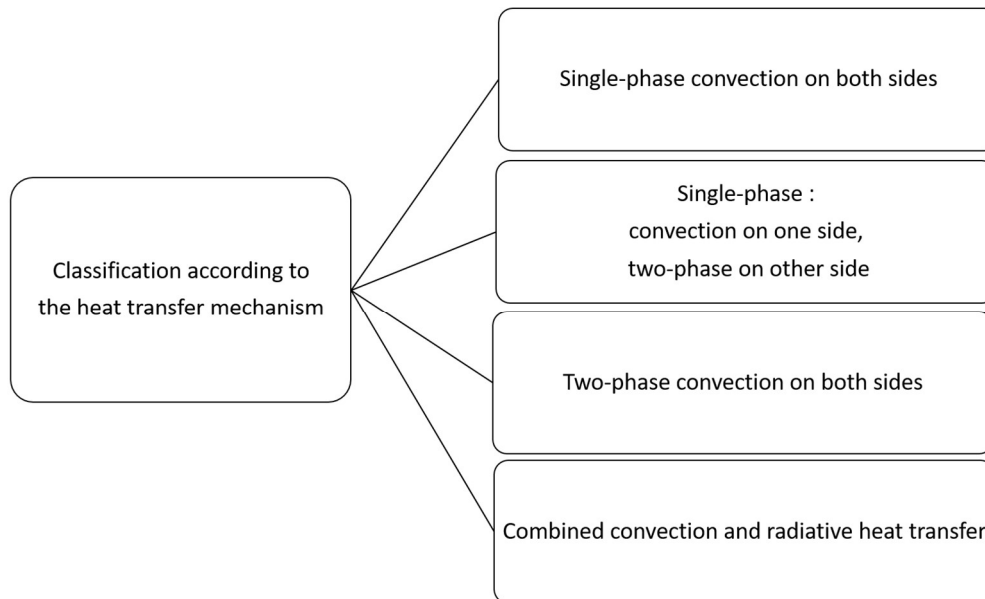 Classification according to
the heat transfer mechanism
Single-phase convection on both sides
Single-phase :
convection on one side,
two-phase on other side
Two-phase convection on both sides
Combined convection and radiative heat transfer